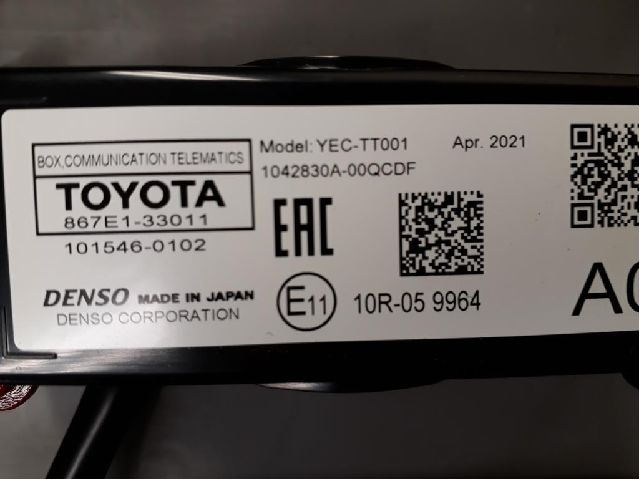 BOX,COMMUNICATION TELEMATICS
TOYOTA
867E1-33011
101546-0102
Model: YEC-TT001 Apr. 2021
1042830A-00QCDF
EAC
DENSO MADE IN JAPAN
DENSO CORPORATION
E11 10R-05 9964